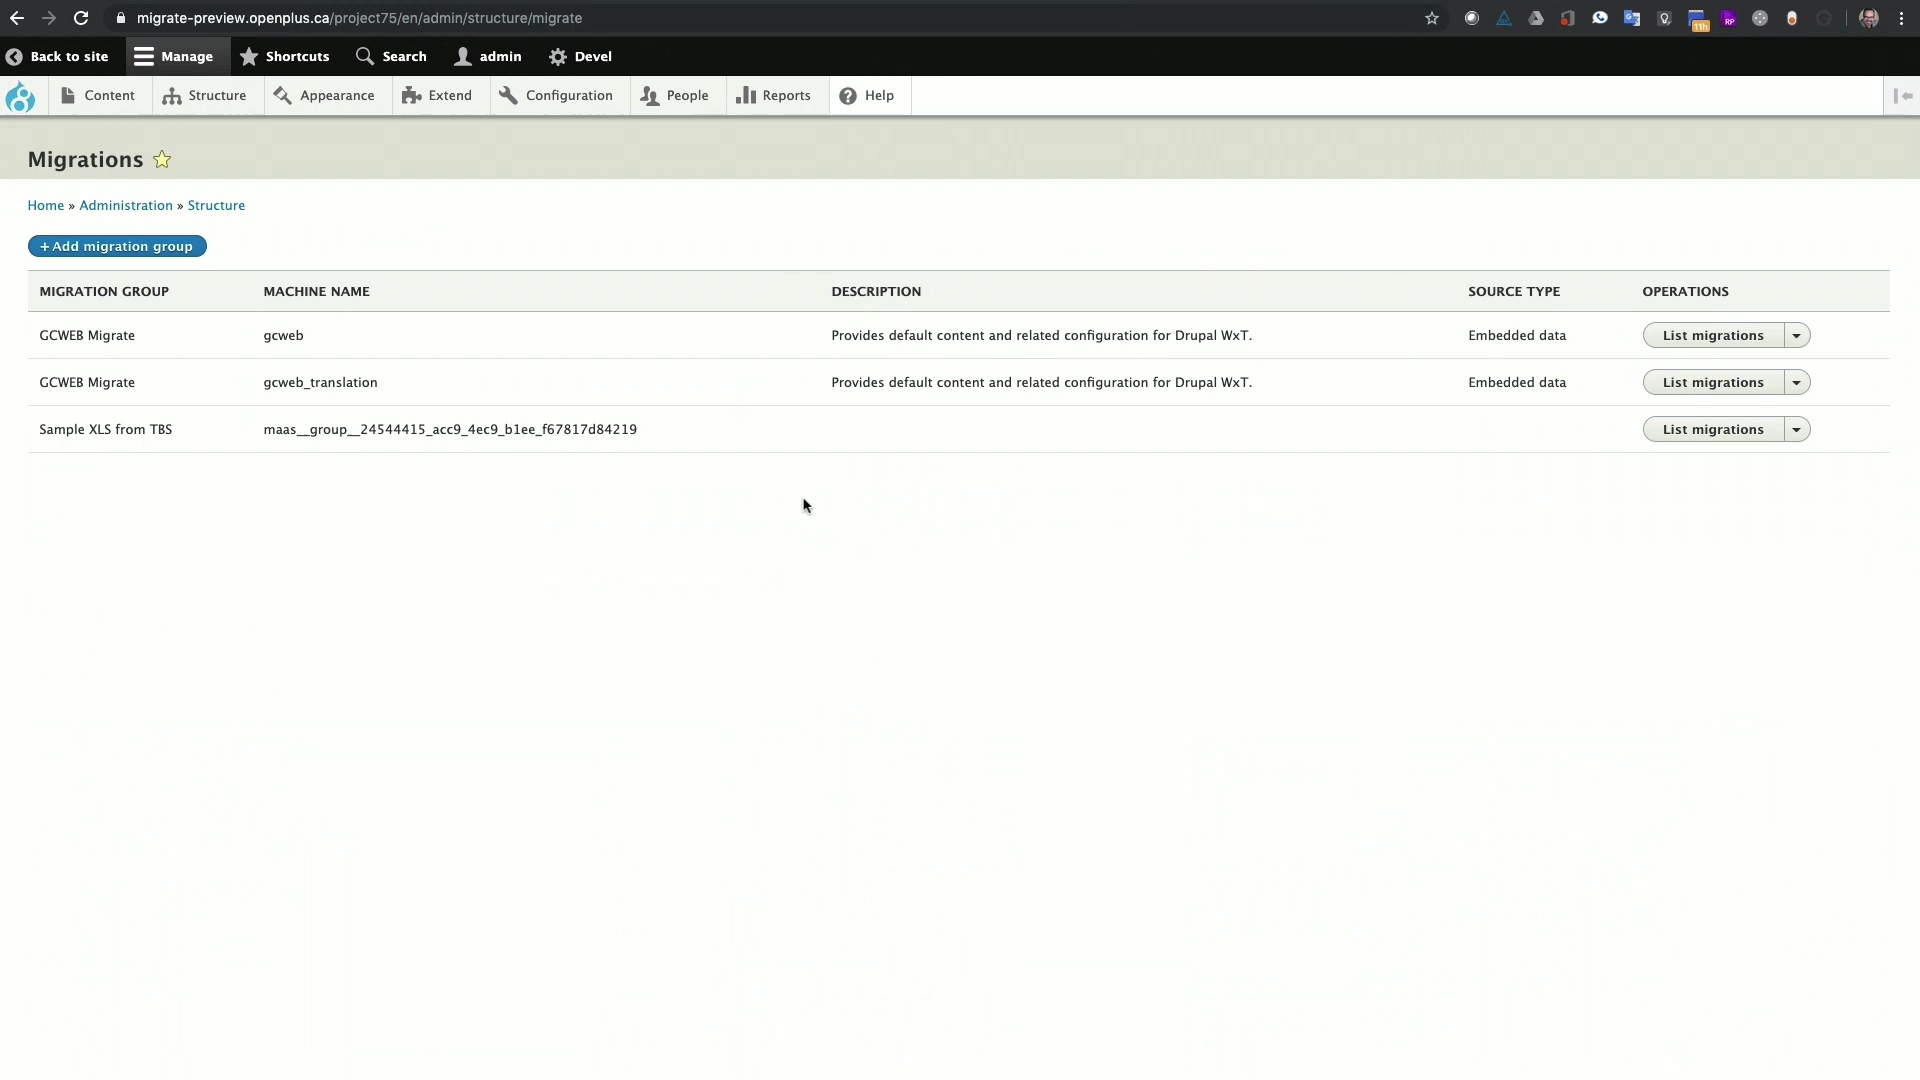 migrate-preview.openplus.ca/project75/en/admin/structure/migrate
11h
RP
Back to site Manage Shortcuts Search admin Devel
Content Structure Appearance Extend Configuration People Reports Help
Migrations
Home » Administration » Structure
+ Add migration group
MIGRATION GROUP MACHINE NAME DESCRIPTION SOURCE TYPE OPERATIONS
GCWEB Migrate gcweb Provides default content and related configuration for Drupal WxT. Embedded data List migrations
GCWEB Migrate gcweb_translation Provides default content and related configuration for Drupal WxT. Embedded data List migrations
Sample XLS from TBS maas__group__24544415_acc9_4ec9_b1ee_f67817d84219 List migrations